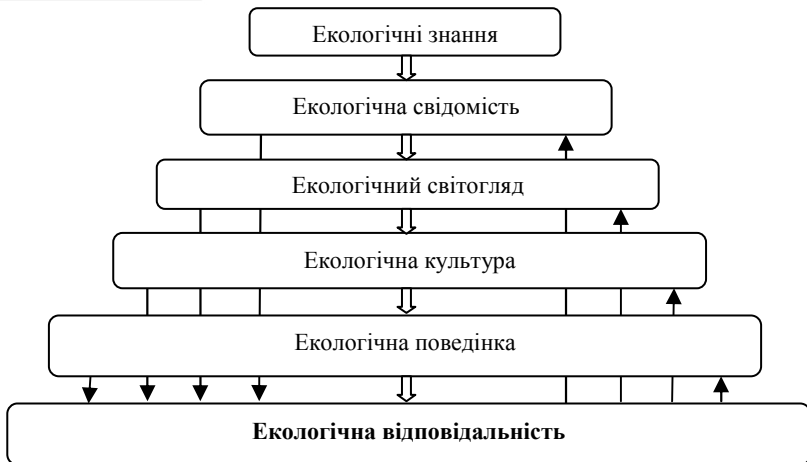 Екологічні знання
Екологічна свідомість
Екологічний світогляд
Екологічна культура
Екологічна поведінка
Екологічна відповідальність